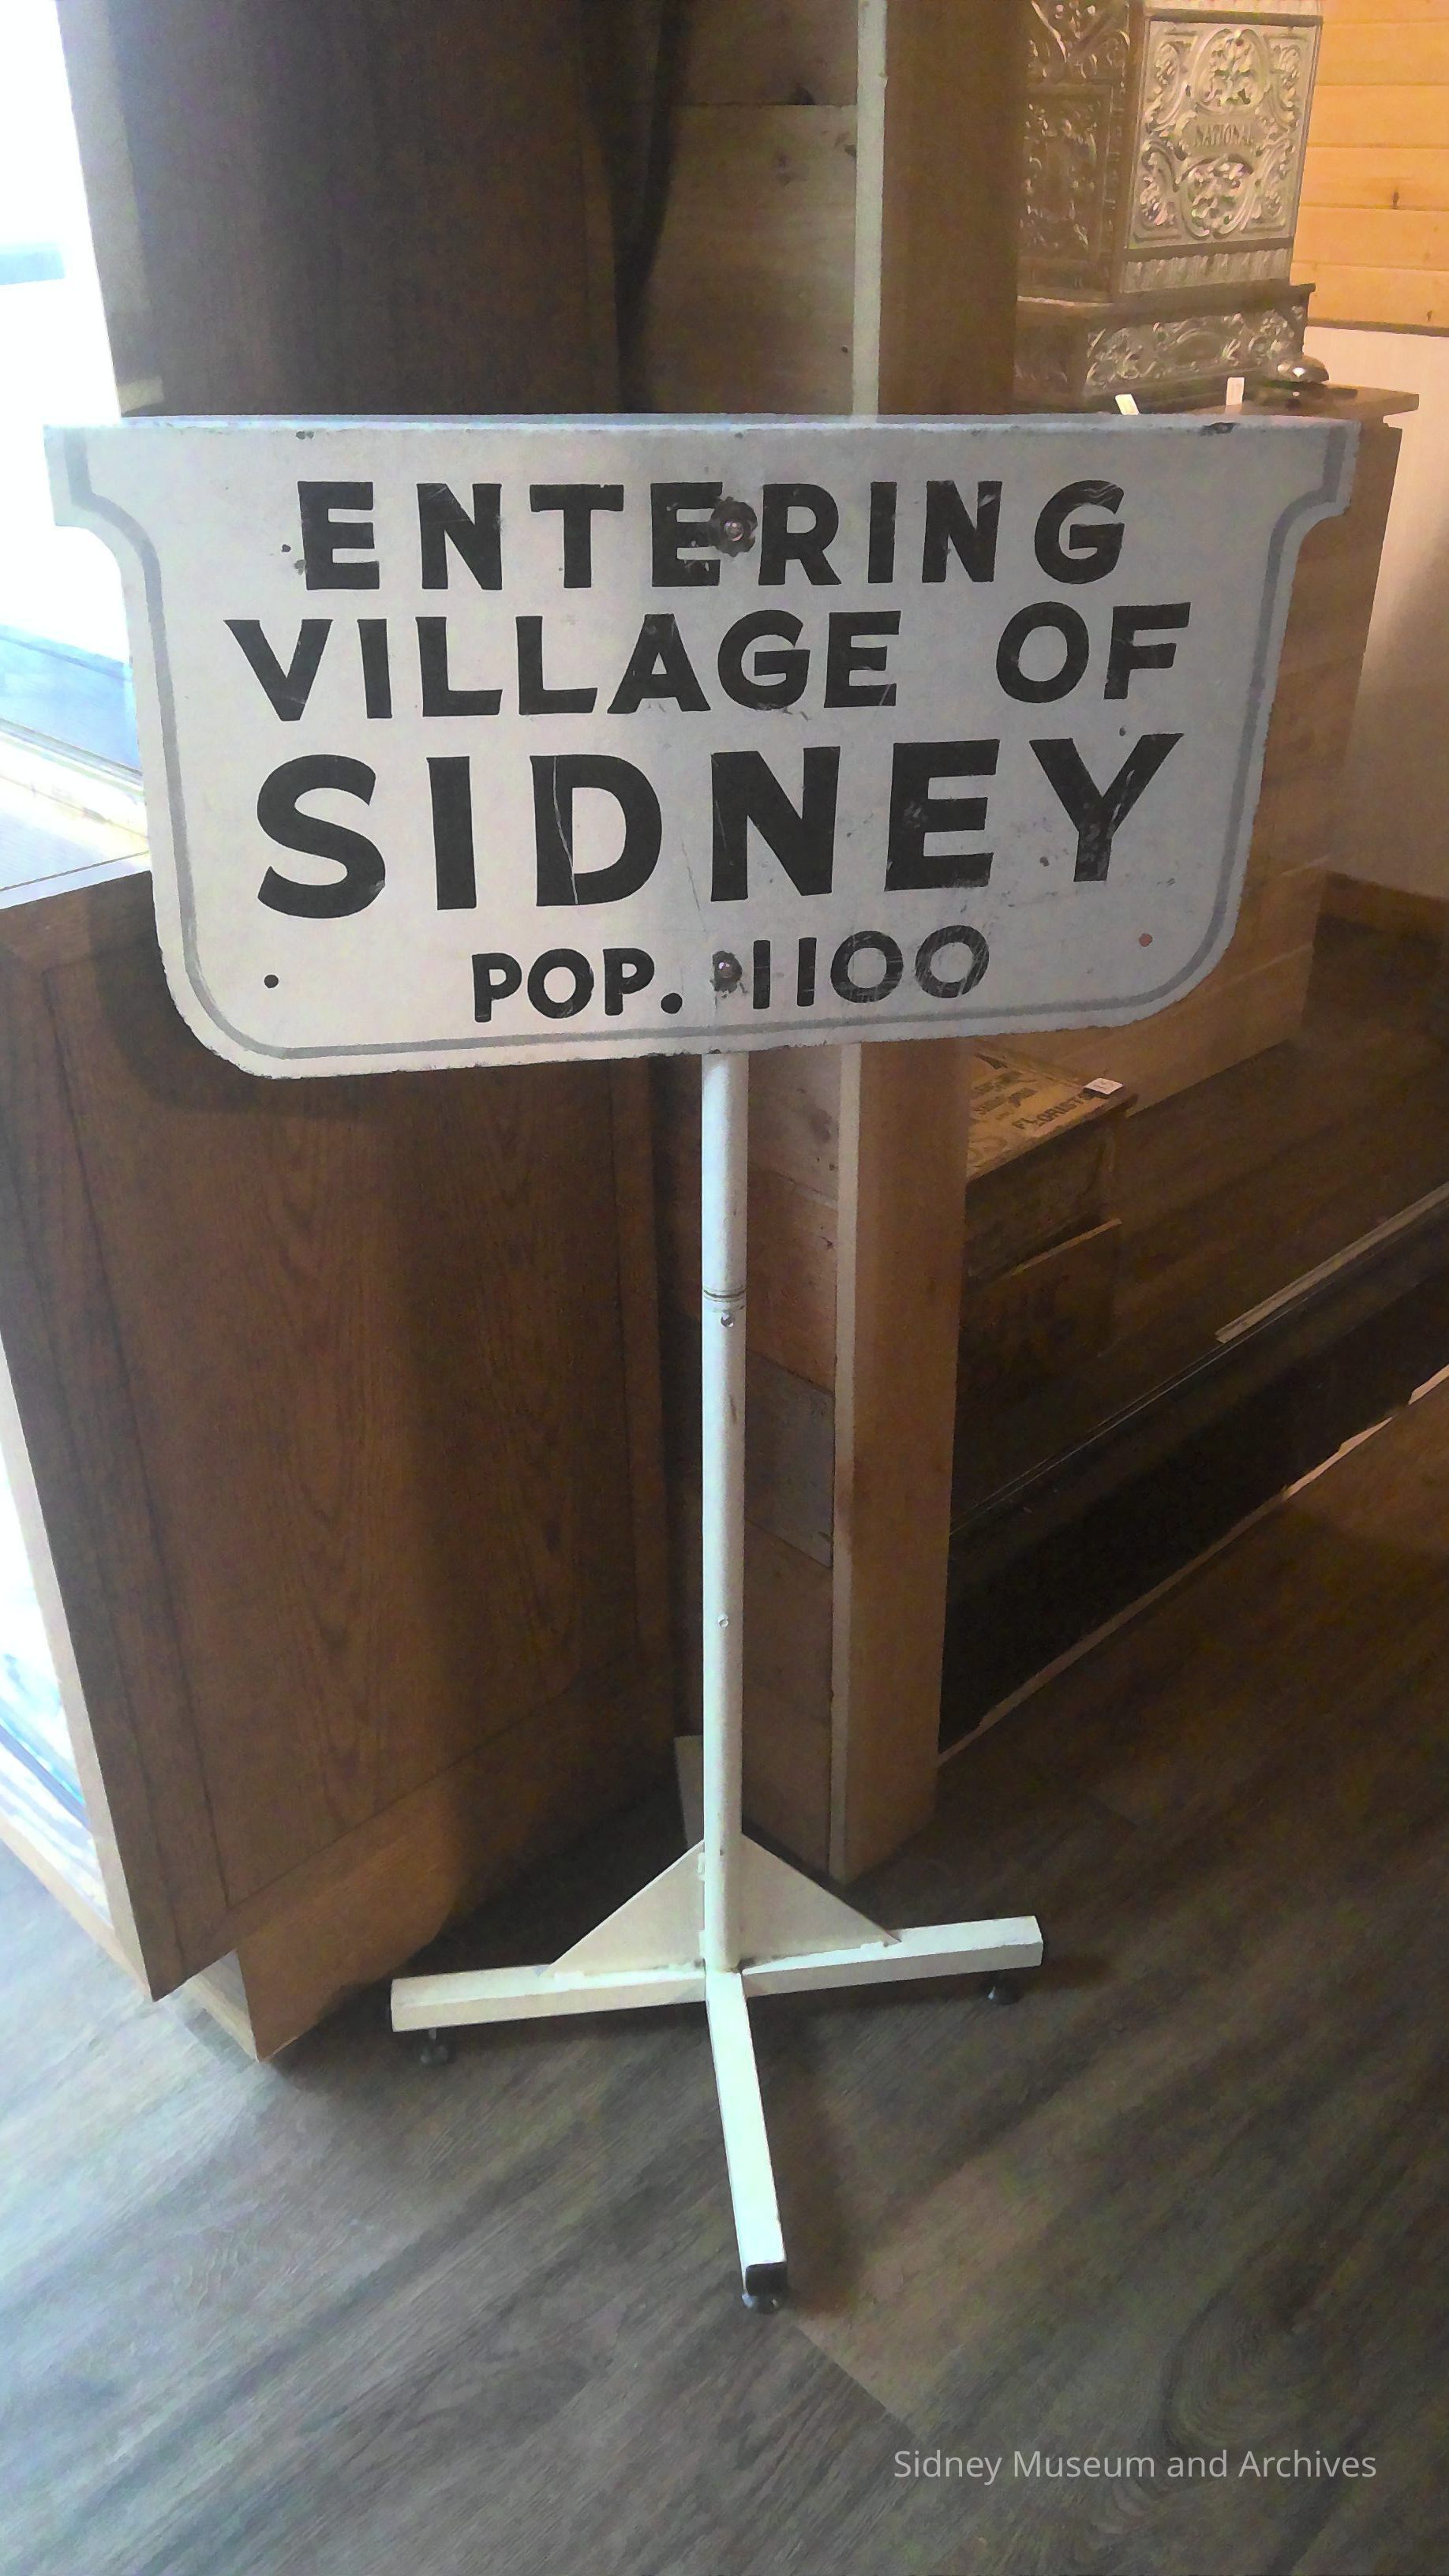 NATIONAL
ENTERING
VILLAGE OF
SIDNEY
POP. 1100
FLORISTS
Sidney Museum and Archives